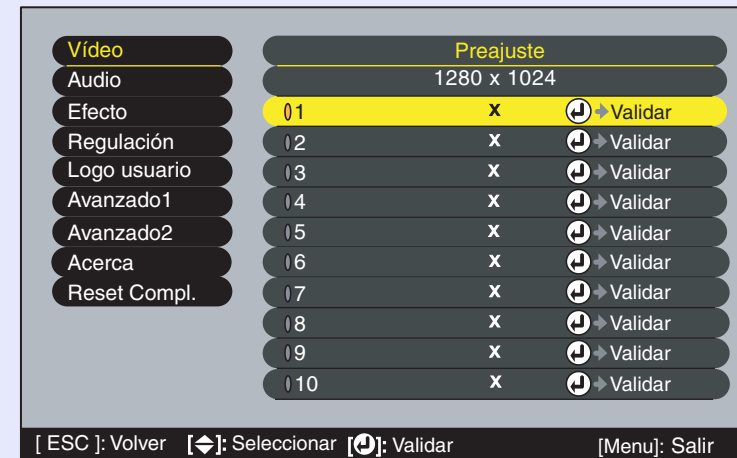 Vídeo
Audio
Efecto
Regulación
Logo usuario
Avanzado1
Avanzado2
Acerca
Reset Compl.
Preajuste
1280 x 1024
1 x Validar
2 x Validar
3 x Validar
4 x Validar
5 x Validar
6 x Validar
7 x Validar
8 x Validar
9 x Validar
10 x Validar
[ ESC ]: Volver [ ]: Seleccionar [ ]: Validar [Menu]: Salir